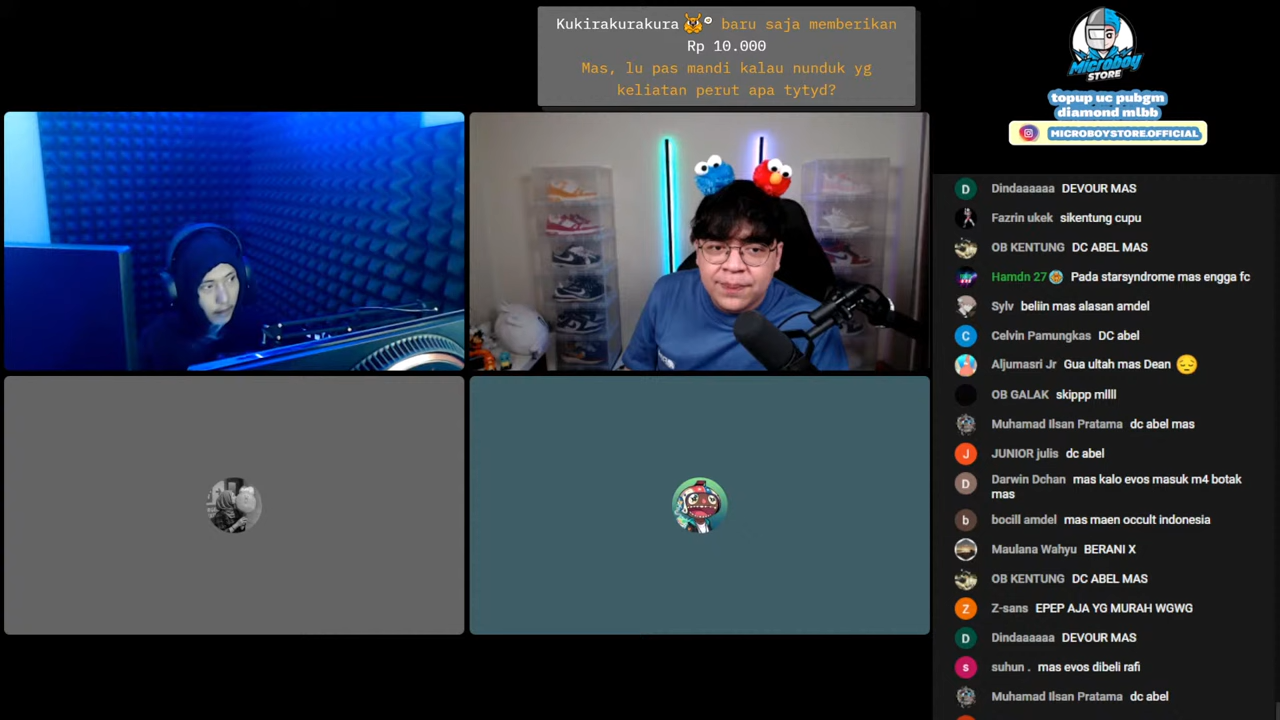 Kukirakurakura baru saja memberikan
Rp 10.000
Mas, lu pas mandi kalau nunduk yg
keliatan perut apa tytyd?
MICROBOY
STORE
topup uc pubgm
diamond mlbb
MICROBOYSTORE.OFFICIAL
D Dindaaaaaa DEVOUR MAS
Fazrin ukek sikentung cupu
OB KENTUNG DC ABEL MAS
Hamdn 27 Pada starsyndrome mas engga fc
Sylv beliin mas alasan amdel
C Celvin Pamungkas DC abel
Aljumasri Jr Gua ultah mas Dean 😔
OB GALAK skippp mllll
Muhamad Ilsan Pratama dc abel mas
J JUNIOR julis dc abel
D Darwin Dchan mas kalo evos masuk m4 botak
mas
b bocill amdel mas maen occult indonesia
Maulana Wahyu BERANI X
OB KENTUNG DC ABEL MAS
Z Z-sans EPEP AJA YG MURAH WGWG
D Dindaaaaaa DEVOUR MAS
s suhun . mas evos dibeli rafi
Muhamad Ilsan Pratama dc abel